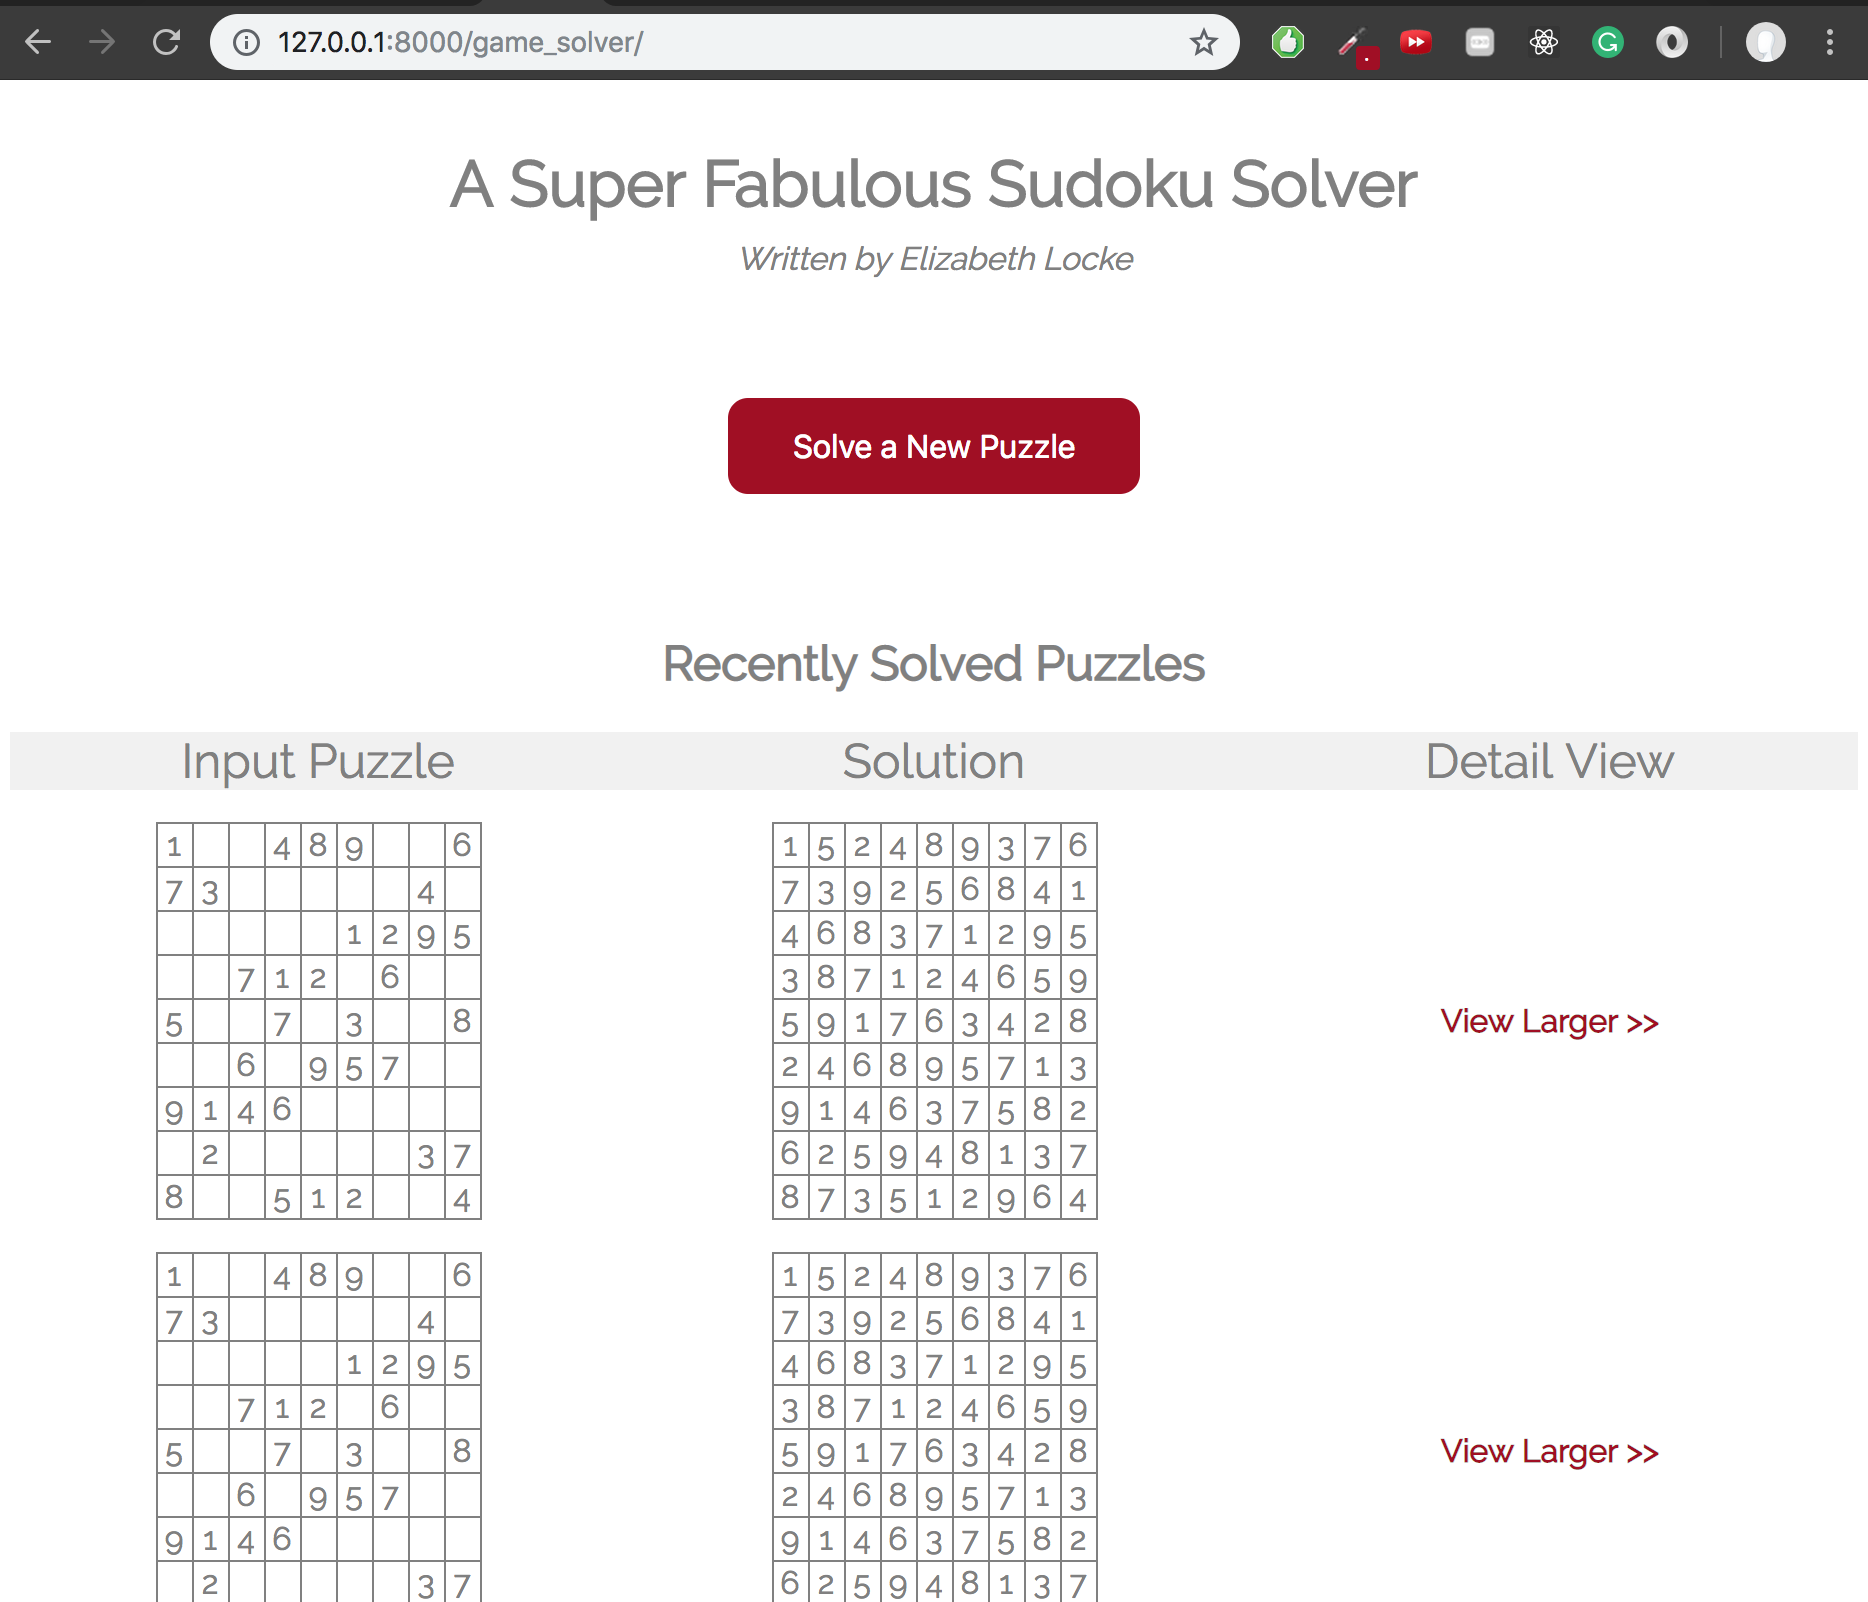 127.0.0.1:8000/game_solver/
A Super Fabulous Sudoku Solver
Written by Elizabeth Locke
Solve a New Puzzle
Recently Solved Puzzles
Input Puzzle Solution Detail View
1 4 8 9 6 1 5 2 4 8 9 3 7 6
7 3 4 7 3 9 2 5 6 8 4 1
1 2 9 5 4 6 8 3 7 1 2 9 5
7 1 2 6 3 8 7 1 2 4 6 5 9
5 7 3 8 5 9 1 7 6 3 4 2 8 View Larger >>
6 9 5 7 2 4 6 8 9 5 7 1 3
9 1 4 6 9 1 4 6 3 7 5 8 2
2 3 7 6 2 5 9 4 8 1 3 7
8 5 1 2 4 8 7 3 5 1 2 9 6 4
1 4 8 9 6 1 5 2 4 8 9 3 7 6
7 3 4 7 3 9 2 5 6 8 4 1
1 2 9 5 4 6 8 3 7 1 2 9 5
7 1 2 6 3 8 7 1 2 4 6 5 9
5 7 3 8 5 9 1 7 6 3 4 2 8 View Larger >>
6 9 5 7 2 4 6 8 9 5 7 1 3
9 1 4 6 9 1 4 6 3 7 5 8 2
2 3 7 6 2 5 9 4 8 1 3 7